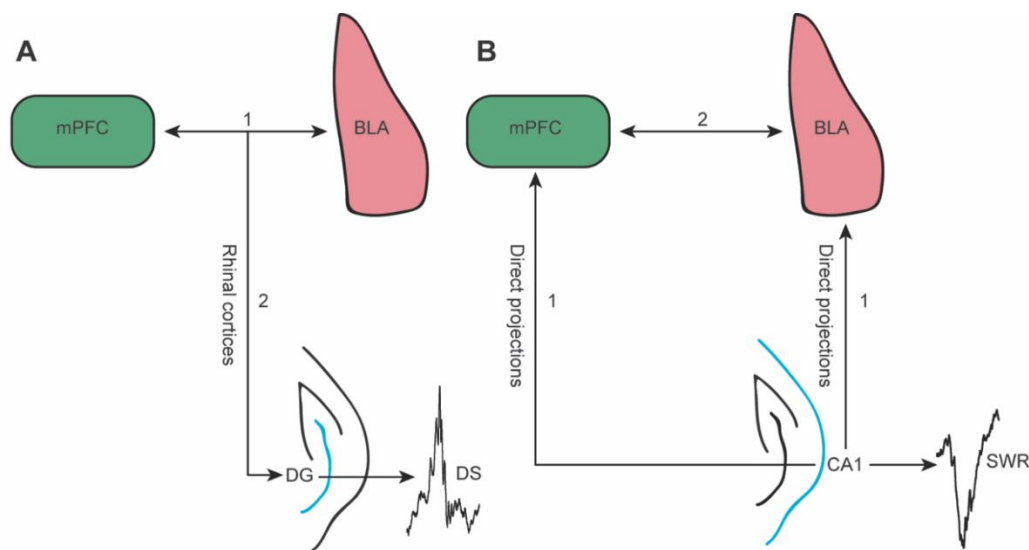 A
mPFC
1
BLA
Rhinal cortices
2
DG
DS
B
mPFC
2
BLA
Direct projections
1
Direct projections
1
CA1
SWR